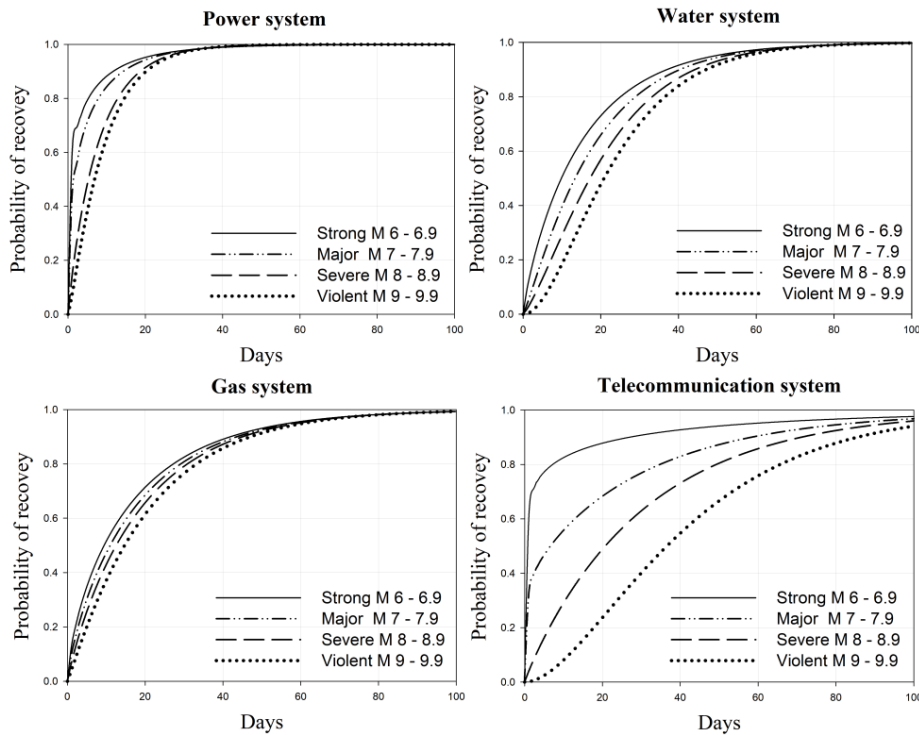 Power system
Probability of recovey
1.0
0.8
0.6
0.4
0.2
0.0
Strong M 6 - 6.9
Major M 7 - 7.9
Severe M 8 - 8.9
Violent M 9 - 9.9
0 20 40 60 80 100
Days
Water system
Probability of recovey
1.0
0.8
0.6
0.4
0.2
0.0
Strong M 6 - 6.9
Major M 7 - 7.9
Severe M 8 - 8.9
Violent M 9 - 9.9
0 20 40 60 80 100
Days
Gas system
Probability of recovey
1.0
0.8
0.6
0.4
0.2
0.0
Strong M 6 - 6.9
Major M 7 - 7.9
Severe M 8 - 8.9
Violent M 9 - 9.9
0 20 40 60 80 100
Days
Telecommunication system
Probability of recovey
1.0
0.8
0.6
0.4
0.2
0.0
Strong M 6 - 6.9
Major M 7 - 7.9
Severe M 8 - 8.9
Violent M 9 - 9.9
0 20 40 60 80 100
Days